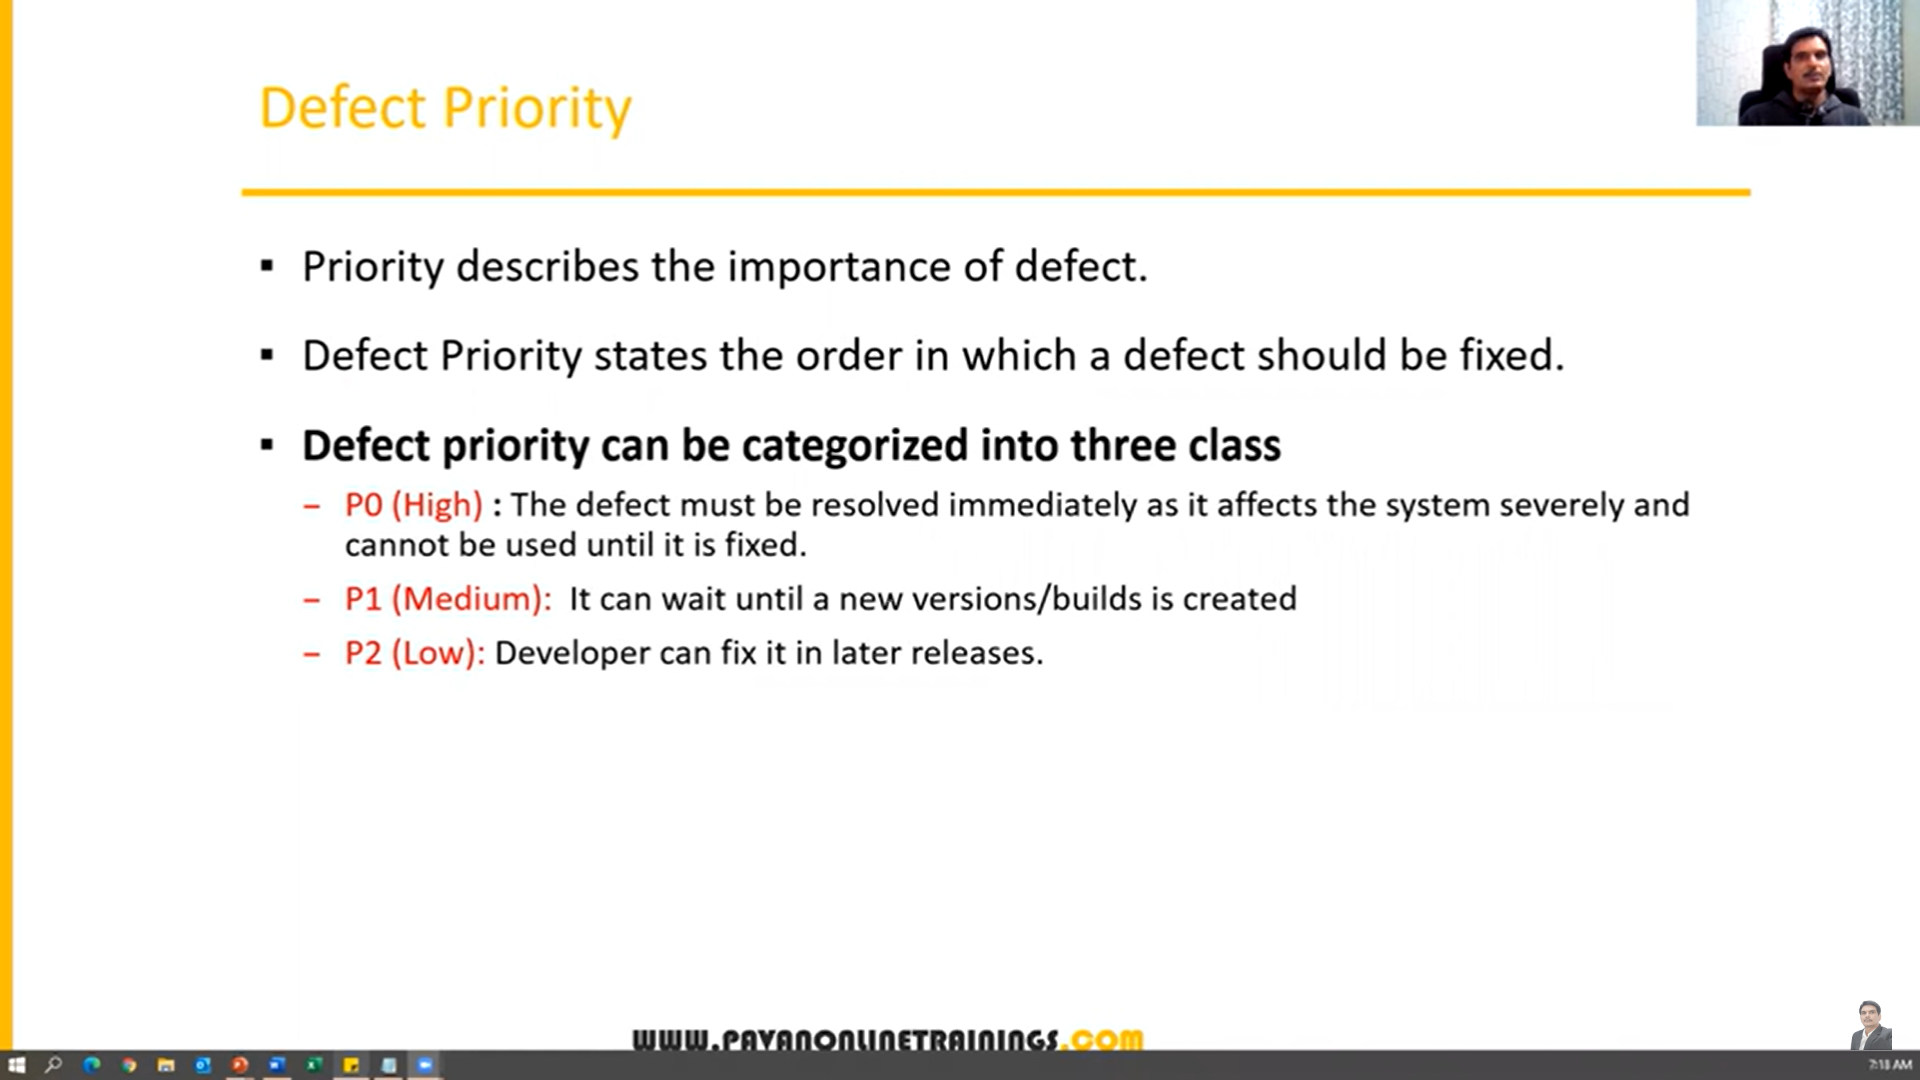 Defect Priority
▪ Priority describes the importance of defect.
▪ Defect Priority states the order in which a defect should be fixed.
▪ Defect priority can be categorized into three class
– P0 (High) : The defect must be resolved immediately as it affects the system severely and
cannot be used until it is fixed.
– P1 (Medium): It can wait until a new versions/builds is created
– P2 (Low): Developer can fix it in later releases.
WWW.PAVANONLINETRAININGS.COM
7:18 AM